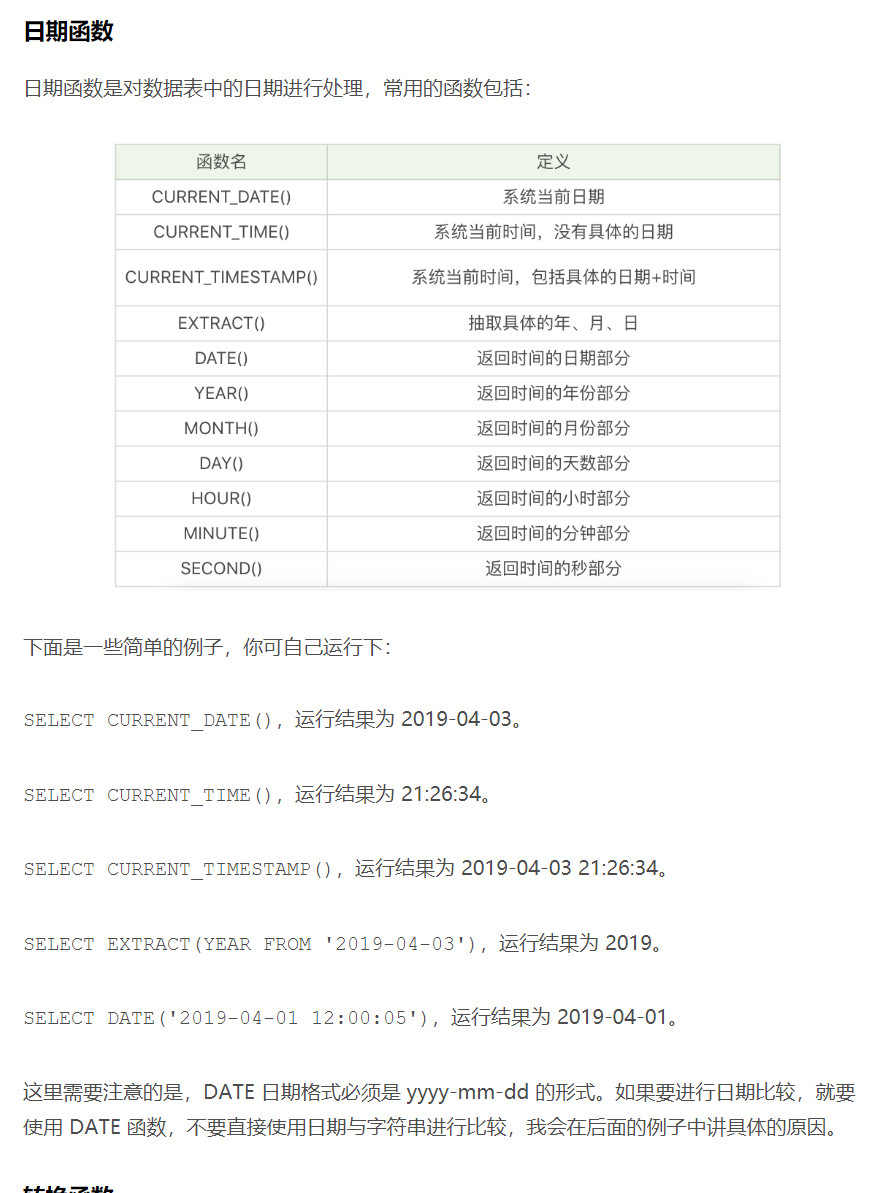 日期函数
日期函数是对数据表中的日期进行处理，常用的函数包括：
函数名 定义
CURRENT_DATE() 系统当前日期
CURRENT_TIME() 系统当前时间，没有具体的日期
CURRENT_TIMESTAMP() 系统当前时间，包括具体的日期+时间
EXTRACT() 抽取具体的年、月、日
DATE() 返回时间的日期部分
YEAR() 返回时间的年份部分
MONTH() 返回时间的月份部分
DAY() 返回时间的天数部分
HOUR() 返回时间的小时部分
MINUTE() 返回时间的分钟部分
SECOND() 返回时间的秒部分
下面是一些简单的例子，你可自己运行下：
SELECT CURRENT_DATE()，运行结果为 2019-04-03。
SELECT CURRENT_TIME()，运行结果为 21:26:34。
SELECT CURRENT_TIMESTAMP()，运行结果为 2019-04-03 21:26:34。
SELECT EXTRACT(YEAR FROM '2019-04-03')，运行结果为 2019。
SELECT DATE('2019-04-01 12:00:05')，运行结果为 2019-04-01。
这里需要注意的是，DATE 日期格式必须是 yyyy-mm-dd 的形式。如果要进行日期比较，就要
使用 DATE 函数，不要直接使用日期与字符串进行比较，我会在后面的例子中讲具体的原因。
转换函数